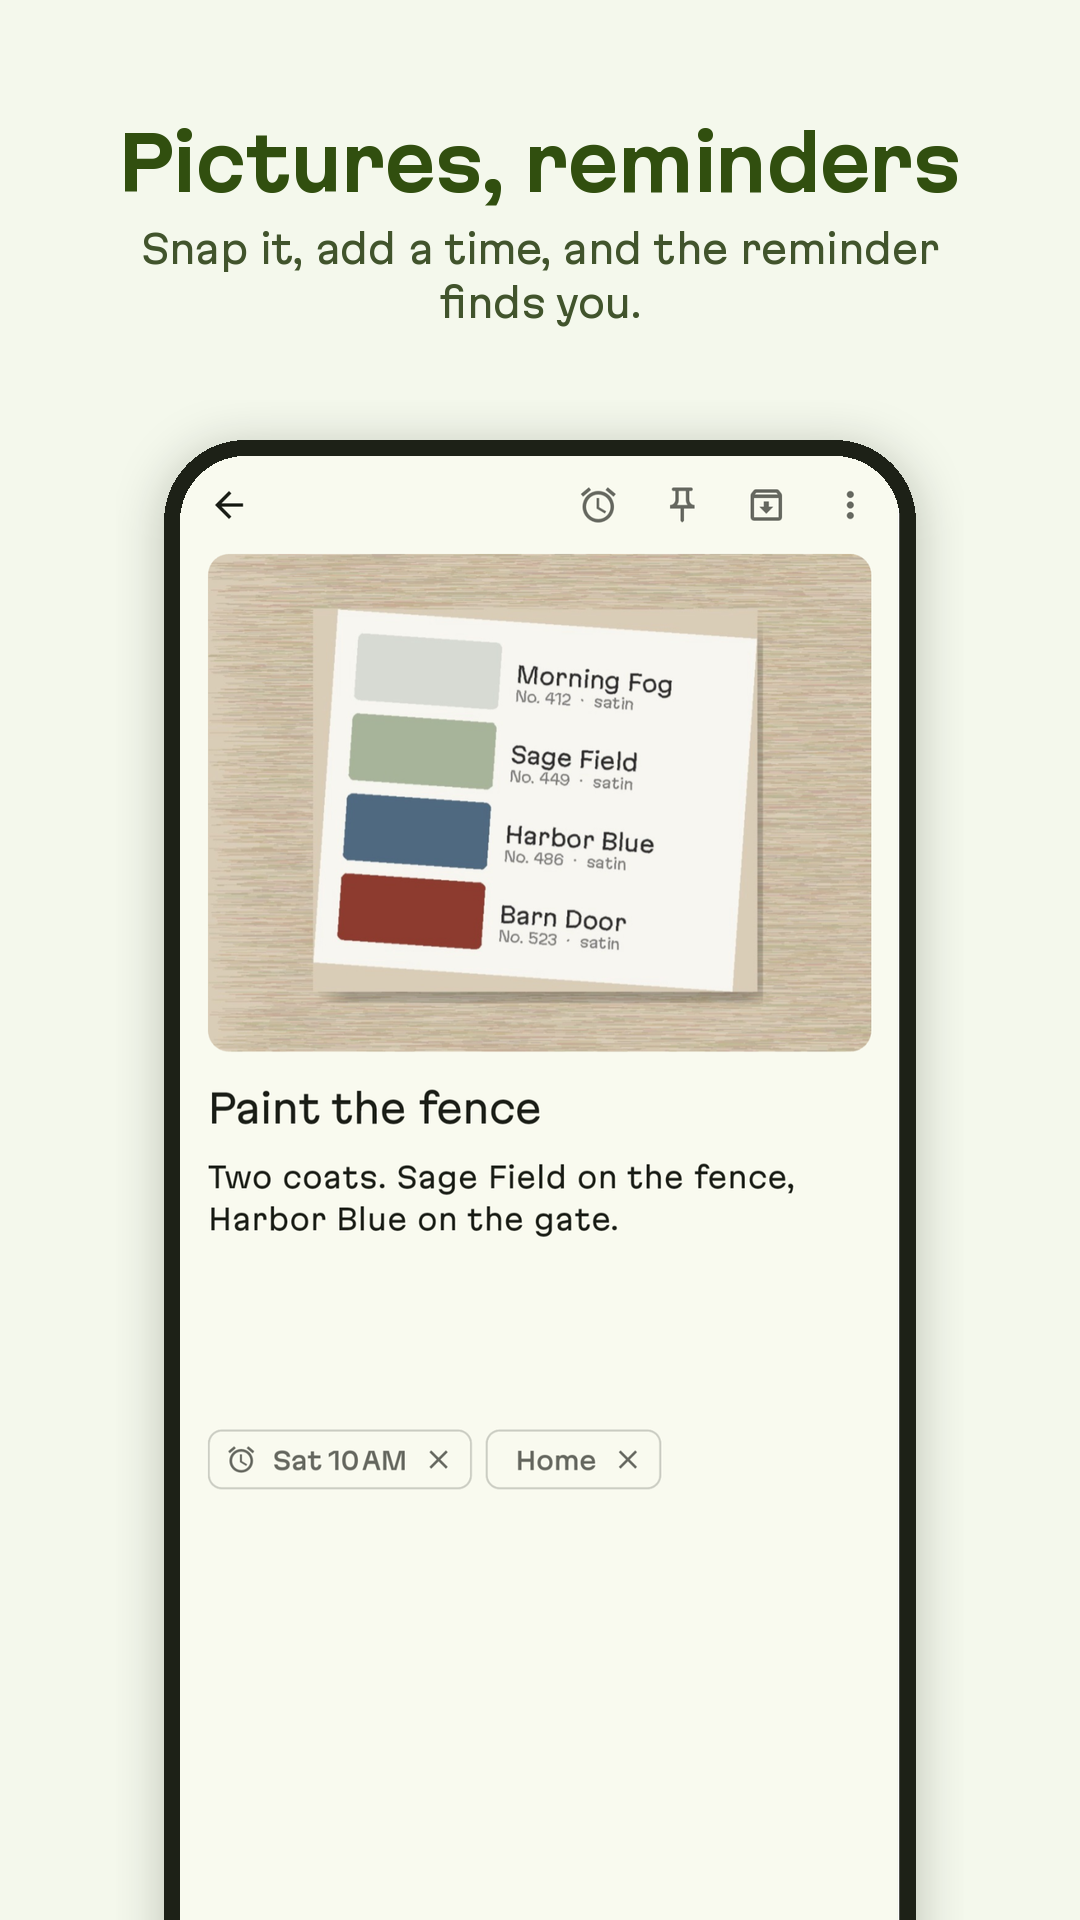 Pictures, reminders
Snap it, add a time, and the reminder
finds you.
Morning Fog
No. 412 · satin
Sage Field
No. 449 · satin
Harbor Blue
No. 486 · satin
Barn Door
No. 523 · satin
Paint the fence
Two coats. Sage Field on the fence,
Harbor Blue on the gate.
Sat 10 AM
Home